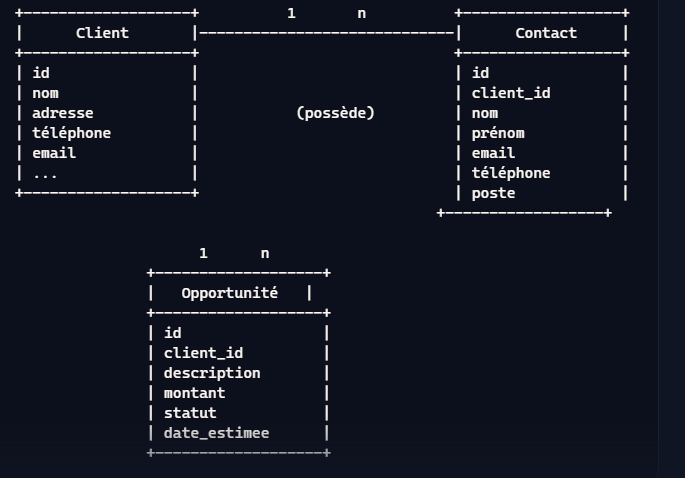 +-------------------+          1       n          +------------------+
|      Client       |-----------------------------|      Contact     |
+-------------------+                             +------------------+
| id                |                             | id               |
| nom               |                             | client_id        |
| adresse           |           (possède)         | nom              |
| téléphone         |                             | prénom           |
| email             |                             | email            |
| ...               |                             | téléphone        |
+-------------------+                             | poste            |
                                                +------------------+
                     1      n
               +-------------------+
               |   Opportunité   |
               +-------------------+
               | id                |
               | client_id         |
               | description       |
               | montant           |
               | statut            |
               | date_estimee      |
               +-------------------+